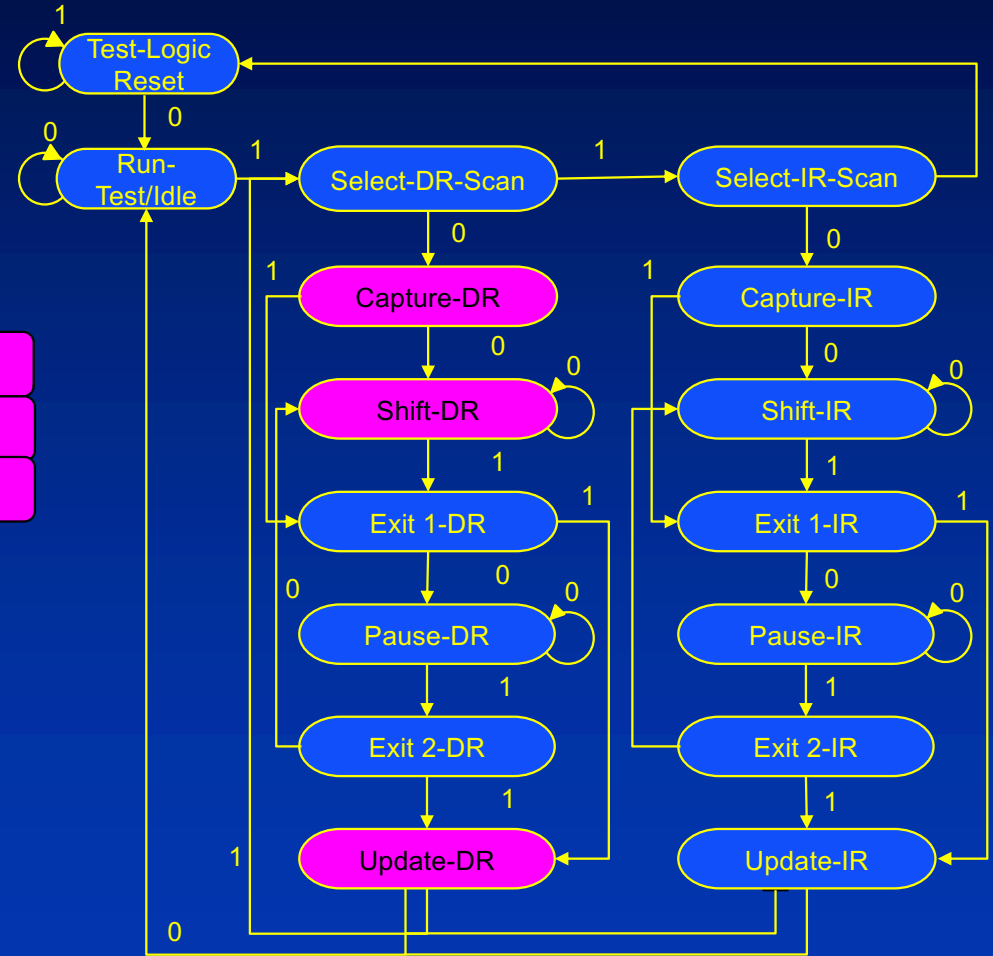 1
Test-Logic
Reset
0
0
Run-
Test/Idle
1
Select-DR-Scan
1
Select-IR-Scan
0
0
1
Capture-DR
1
Capture-IR
0
0
0
Shift-DR
0
Shift-IR
1
1
Exit 1-DR
1
Exit 1-IR
1
0
0
0
0
Pause-DR
0
Pause-IR
1
1
Exit 2-DR
Exit 2-IR
1
1
1
Update-DR
Update-IR
0